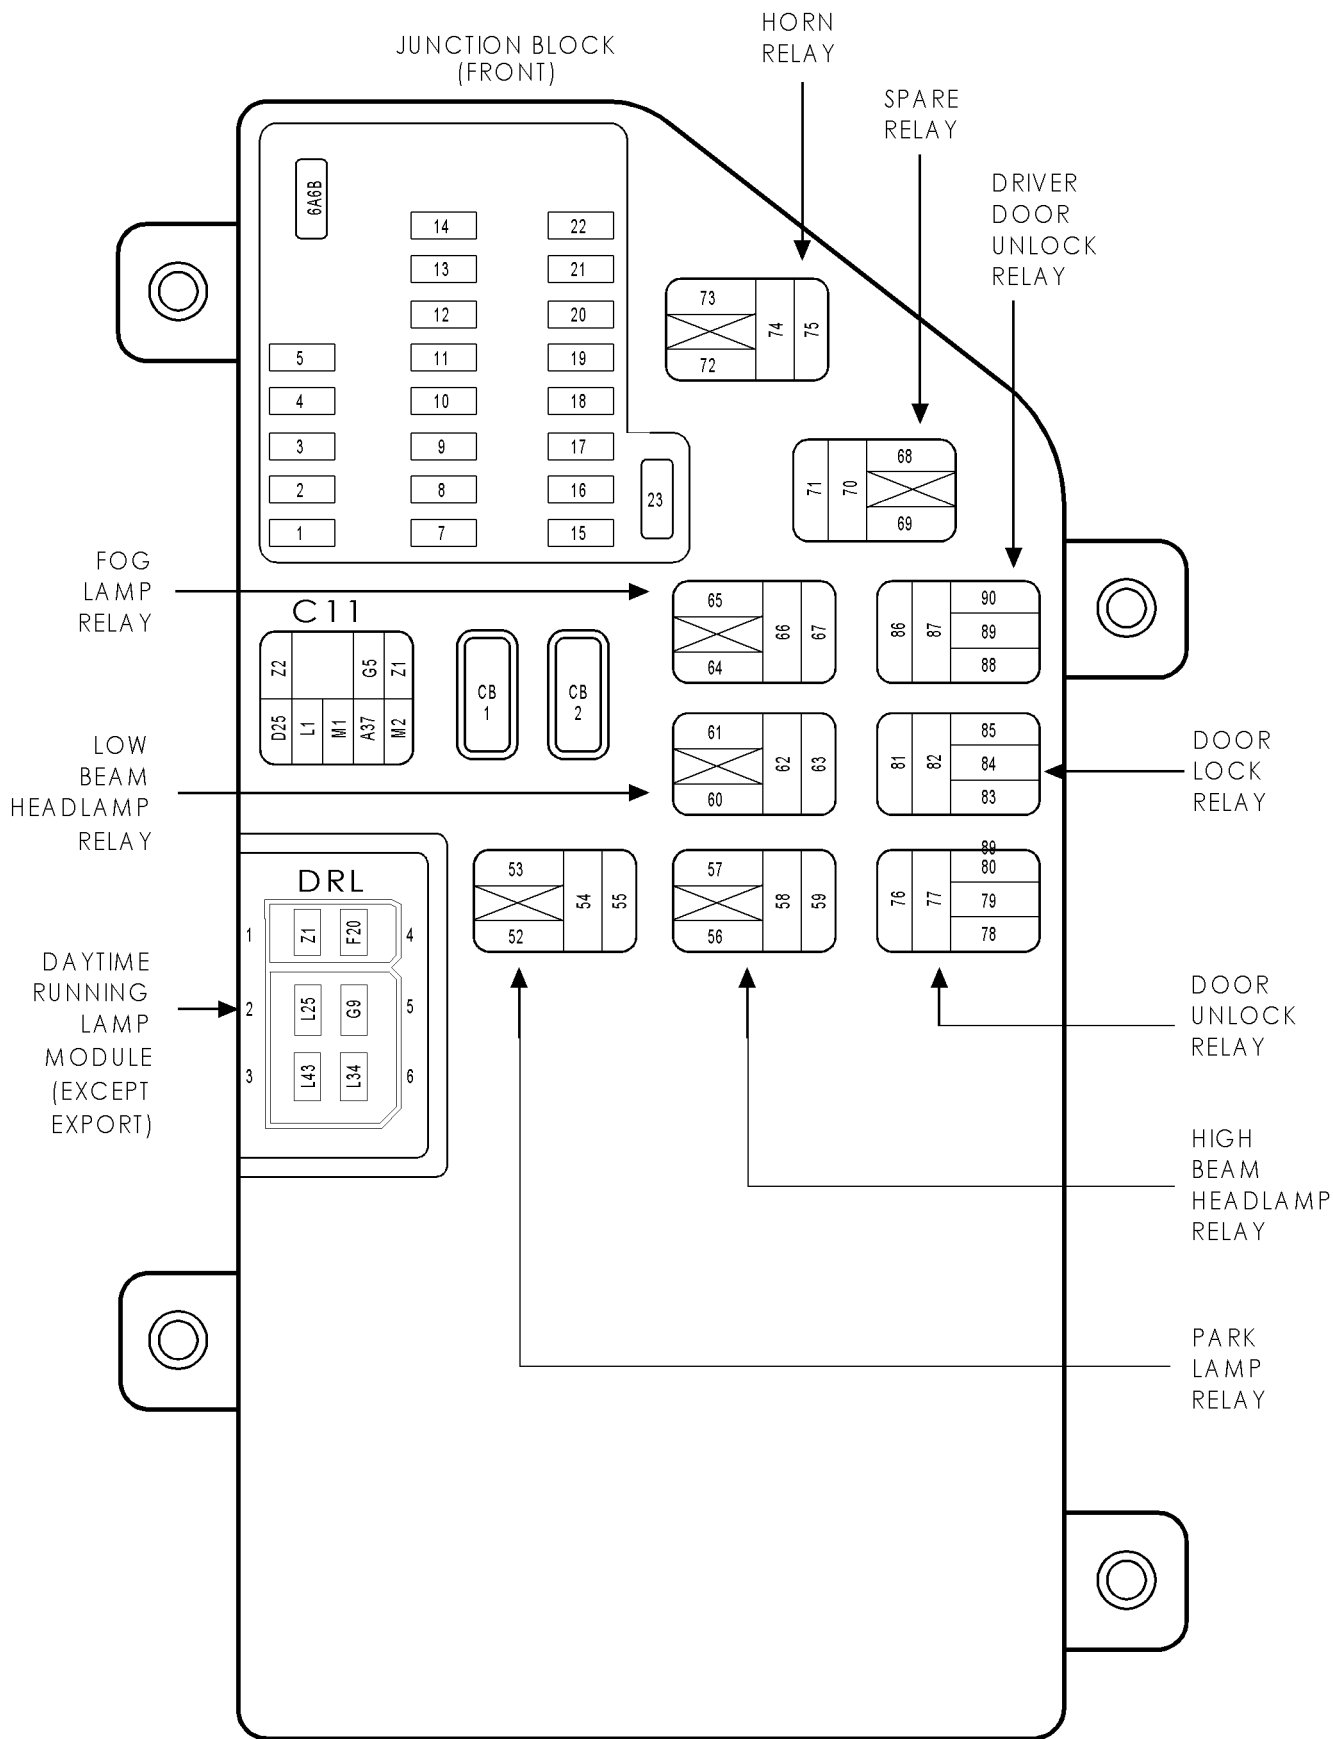 JUNCTION BLOCK
(FRONT)
HORN
RELAY
SPARE
RELAY
DRIVER
DOOR
UNLOCK
RELAY
6A6B
14
22
13
21
12
20
5
11
19
4
10
18
3
9
17
2
8
16
1
7
15
23
73
72
74
75
71
70
68
69
FOG
LAMP
RELAY
C11
Z2
G5
Z1
D25
L1
M1
A37
M2
CB
1
CB
2
65
64
66
67
86
87
90
89
88
LOW
BEAM
HEADLAMP
RELAY
61
60
62
63
81
82
85
84
83
DOOR
LOCK
RELAY
53
52
54
55
57
56
58
59
76
77
89
80
79
78
DRL
1
Z1
F20
4
2
L25
G9
5
3
L43
L34
6
DAYTIME
RUNNING
LAMP
MODULE
(EXCEPT
EXPORT)
DOOR
UNLOCK
RELAY
HIGH
BEAM
HEADLAMP
RELAY
PARK
LAMP
RELAY